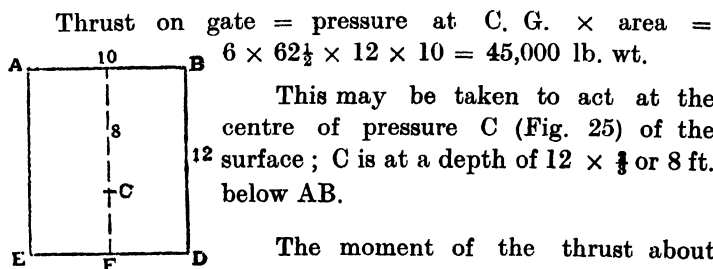 Thrust on gate = pressure at C. G. × area =
6 × 62½ × 12 × 10 = 45,000 lb. wt.
A 10 B
This may be taken to act at the
8
centre of pressure C (Fig. 25) of the
12
surface ; C is at a depth of 12 × ⅔ or 8 ft.
C
below AB.
E F D
The moment of the thrust about